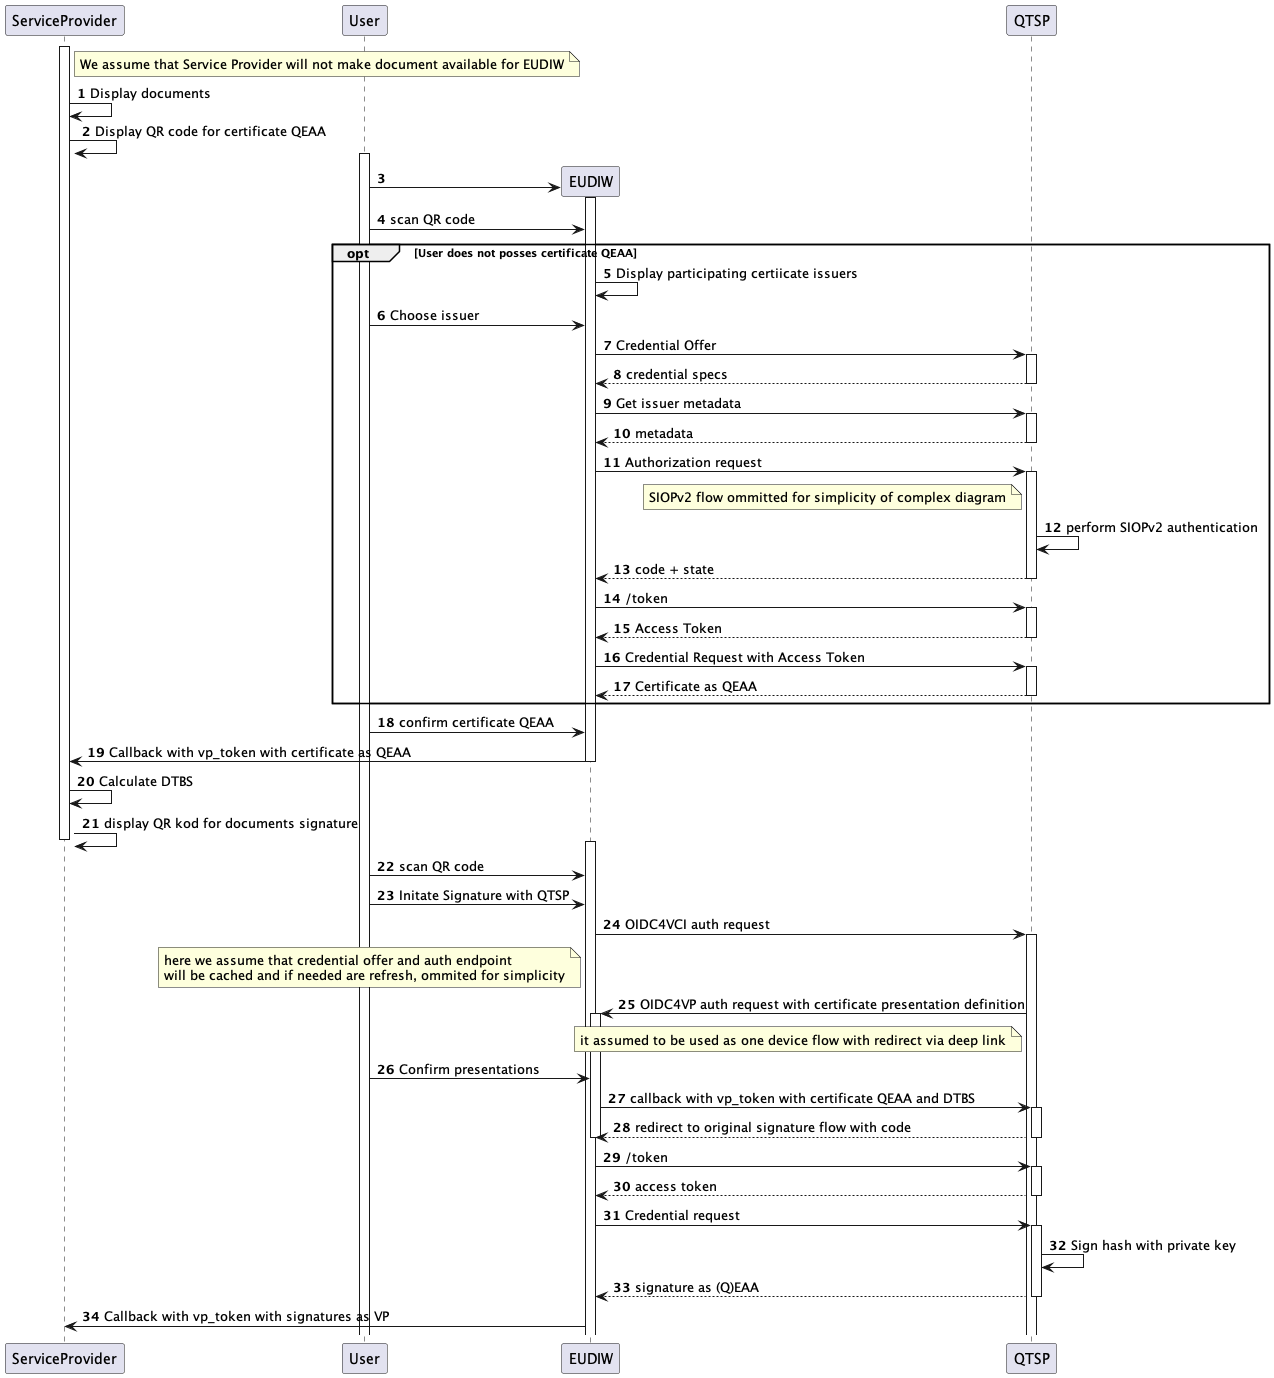 ServiceProvider
User
QTSP
We assume that Service Provider will not make document available for EUDIW
1 Display documents
2 Display QR code for certificate QEAA
3
EUDIW
4 scan QR code
opt
[User does not posses certificate QEAA]
5 Display participating certiicate issuers
6 Choose issuer
7 Credential Offer
8 credential specs
9 Get issuer metadata
10 metadata
11 Authorization request
SIOPv2 flow ommitted for simplicity of complex diagram
12 perform SIOPv2 authentication
13 code + state
14 /token
15 Access Token
16 Credential Request with Access Token
17 Certificate as QEAA
18 confirm certificate QEAA
19 Callback with vp_token with certificate as QEAA
20 Calculate DTBS
21 display QR kod for documents signature
22 scan QR code
23 Initate Signature with QTSP
24 OIDC4VCI auth request
here we assume that credential offer and auth endpoint
will be cached and if needed are refresh, ommited for simplicity
25 OIDC4VP auth request with certificate presentation definition
it assumed to be used as one device flow with redirect via deep link
26 Confirm presentations
27 callback with vp_token with certificate QEAA and DTBS
28 redirect to original signature flow with code
29 /token
30 access token
31 Credential request
32 Sign hash with private key
33 signature as (Q)EAA
34 Callback with vp_token with signatures as VP
ServiceProvider
User
EUDIW
QTSP